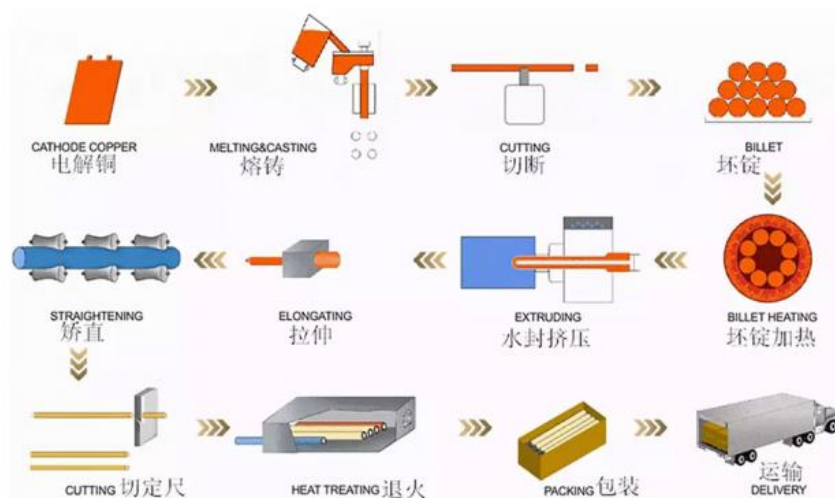 CATHODE COPPER
电解铜
MELTING&CASTING
熔铸
CUTTING
切断
BILLET
坯锭
STRAIGHTENING
矫直
ELONGATING
拉伸
EXTRUDING
水封挤压
BILLET HEATING
坯锭加热
CUTTING 切定尺
HEAT TREATING 退火
PACKING 包装
运输
DELIVERY